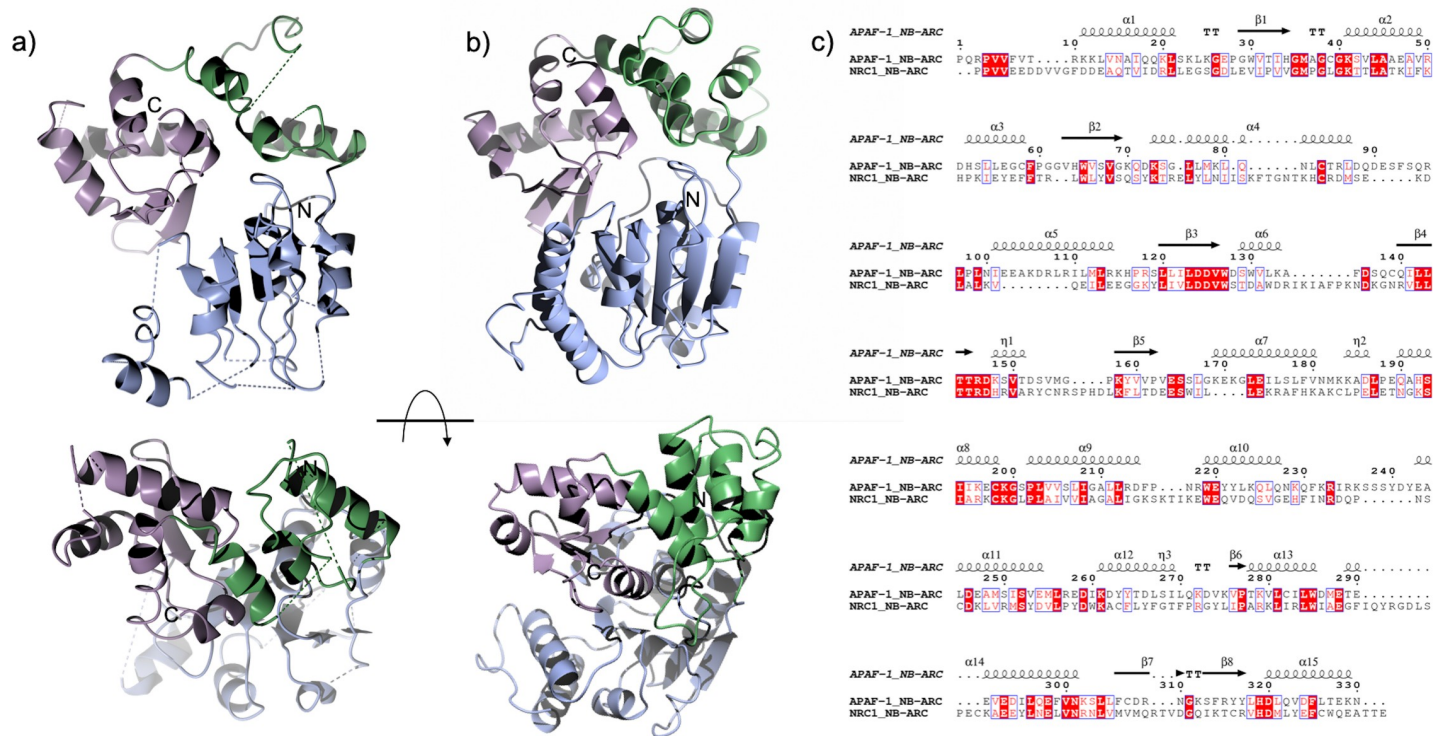 a)
b)
c)
C
N
C
N
N
C
N
C
APAF-1_NB-ARC α1 TT β1 TT α2
1 10 20 30 40 50
APAF-1_NB-ARC PQRPVVFVT....RKKLVNAIQQKLSKLKGEPGWVTIHGMAGCGKSVLAAEAVR
NRC1_NB-ARC ...PVVEEDDVVGFDDEAQTVIDRLLEGSGDLEVIPVVGMPGLGKTTLATKIFR
APAF-1_NB-ARC α3 β2 α4
60 70 80 90
APAF-1_NB-ARC DHSLLEGCFPGGVHWVSVGKQDKSGLLMKLQ.....NLCTRLDQDESFSQR
NRC1_NB-ARC HPKIEYEFFTR..LWLYVSQSYKTRELYLNIISKFTGNTKHCRDMSE....KD
APAF-1_NB-ARC α5 β3 α6 β4
100 110 120 130 140
APAF-1_NB-ARC LPLNIEEAKDRLRILMLRKHPRSLLILDDVWDSWVLKA.......FDSQCQILL
NRC1_NB-ARC LALKV.......QEILEEGGKYLIVLDDVWSTDAWDRIKIAFPKNDKGNRVLL
APAF-1_NB-ARC η1 β5 α7 η2
150 160 170 180 190
APAF-1_NB-ARC TTRDKSVTDSVMG.....PKYVVPVESSLGKEKGLEILSLFVNMKKADLPEQAHS
NRC1_NB-ARC TTRNHRVARYCNRSPHDLKFLTDEESWIL....LEKRAFHKAKCLPELETNGKS
APAF-1_NB-ARC α8 α9 α10
200 210 220 230 240
APAF-1_NB-ARC IIKECKGSPLVVSLIGALLRDFP....NRWEYYLKQLQNKQFKRIRKSSSYDYEA
NRC1_NB-ARC IARKCKGLPLAIVVIAGALIGKSKTIKEWEQVDQSVGEHFINRDQP.....NS
APAF-1_NB-ARC α11 α12 η3 TT β6 α13
250 260 270 280 290
APAF-1_NB-ARC LDEAMSISVEMLREDIKDYYTDLSILQKDVKVPTKVLCILWDMETE........
NRC1_NB-ARC CDKLVRMSYDVLPYDWKACFLYFGTFPRGYLIPARKLIRLWIAEGFIQYRGDLS
APAF-1_NB-ARC α14 β7 TT β8 α15
300 310 320 330
APAF-1_NB-ARC ...EVEDILQEFVNKSLLFCDR..NGKSFRYYLHDLQVDFLTEKN...
NRC1_NB-ARC PECKAEEYLNELVNRNLVMVMQRTVDGQIKTCRVHDMLYEFCWQEATTE